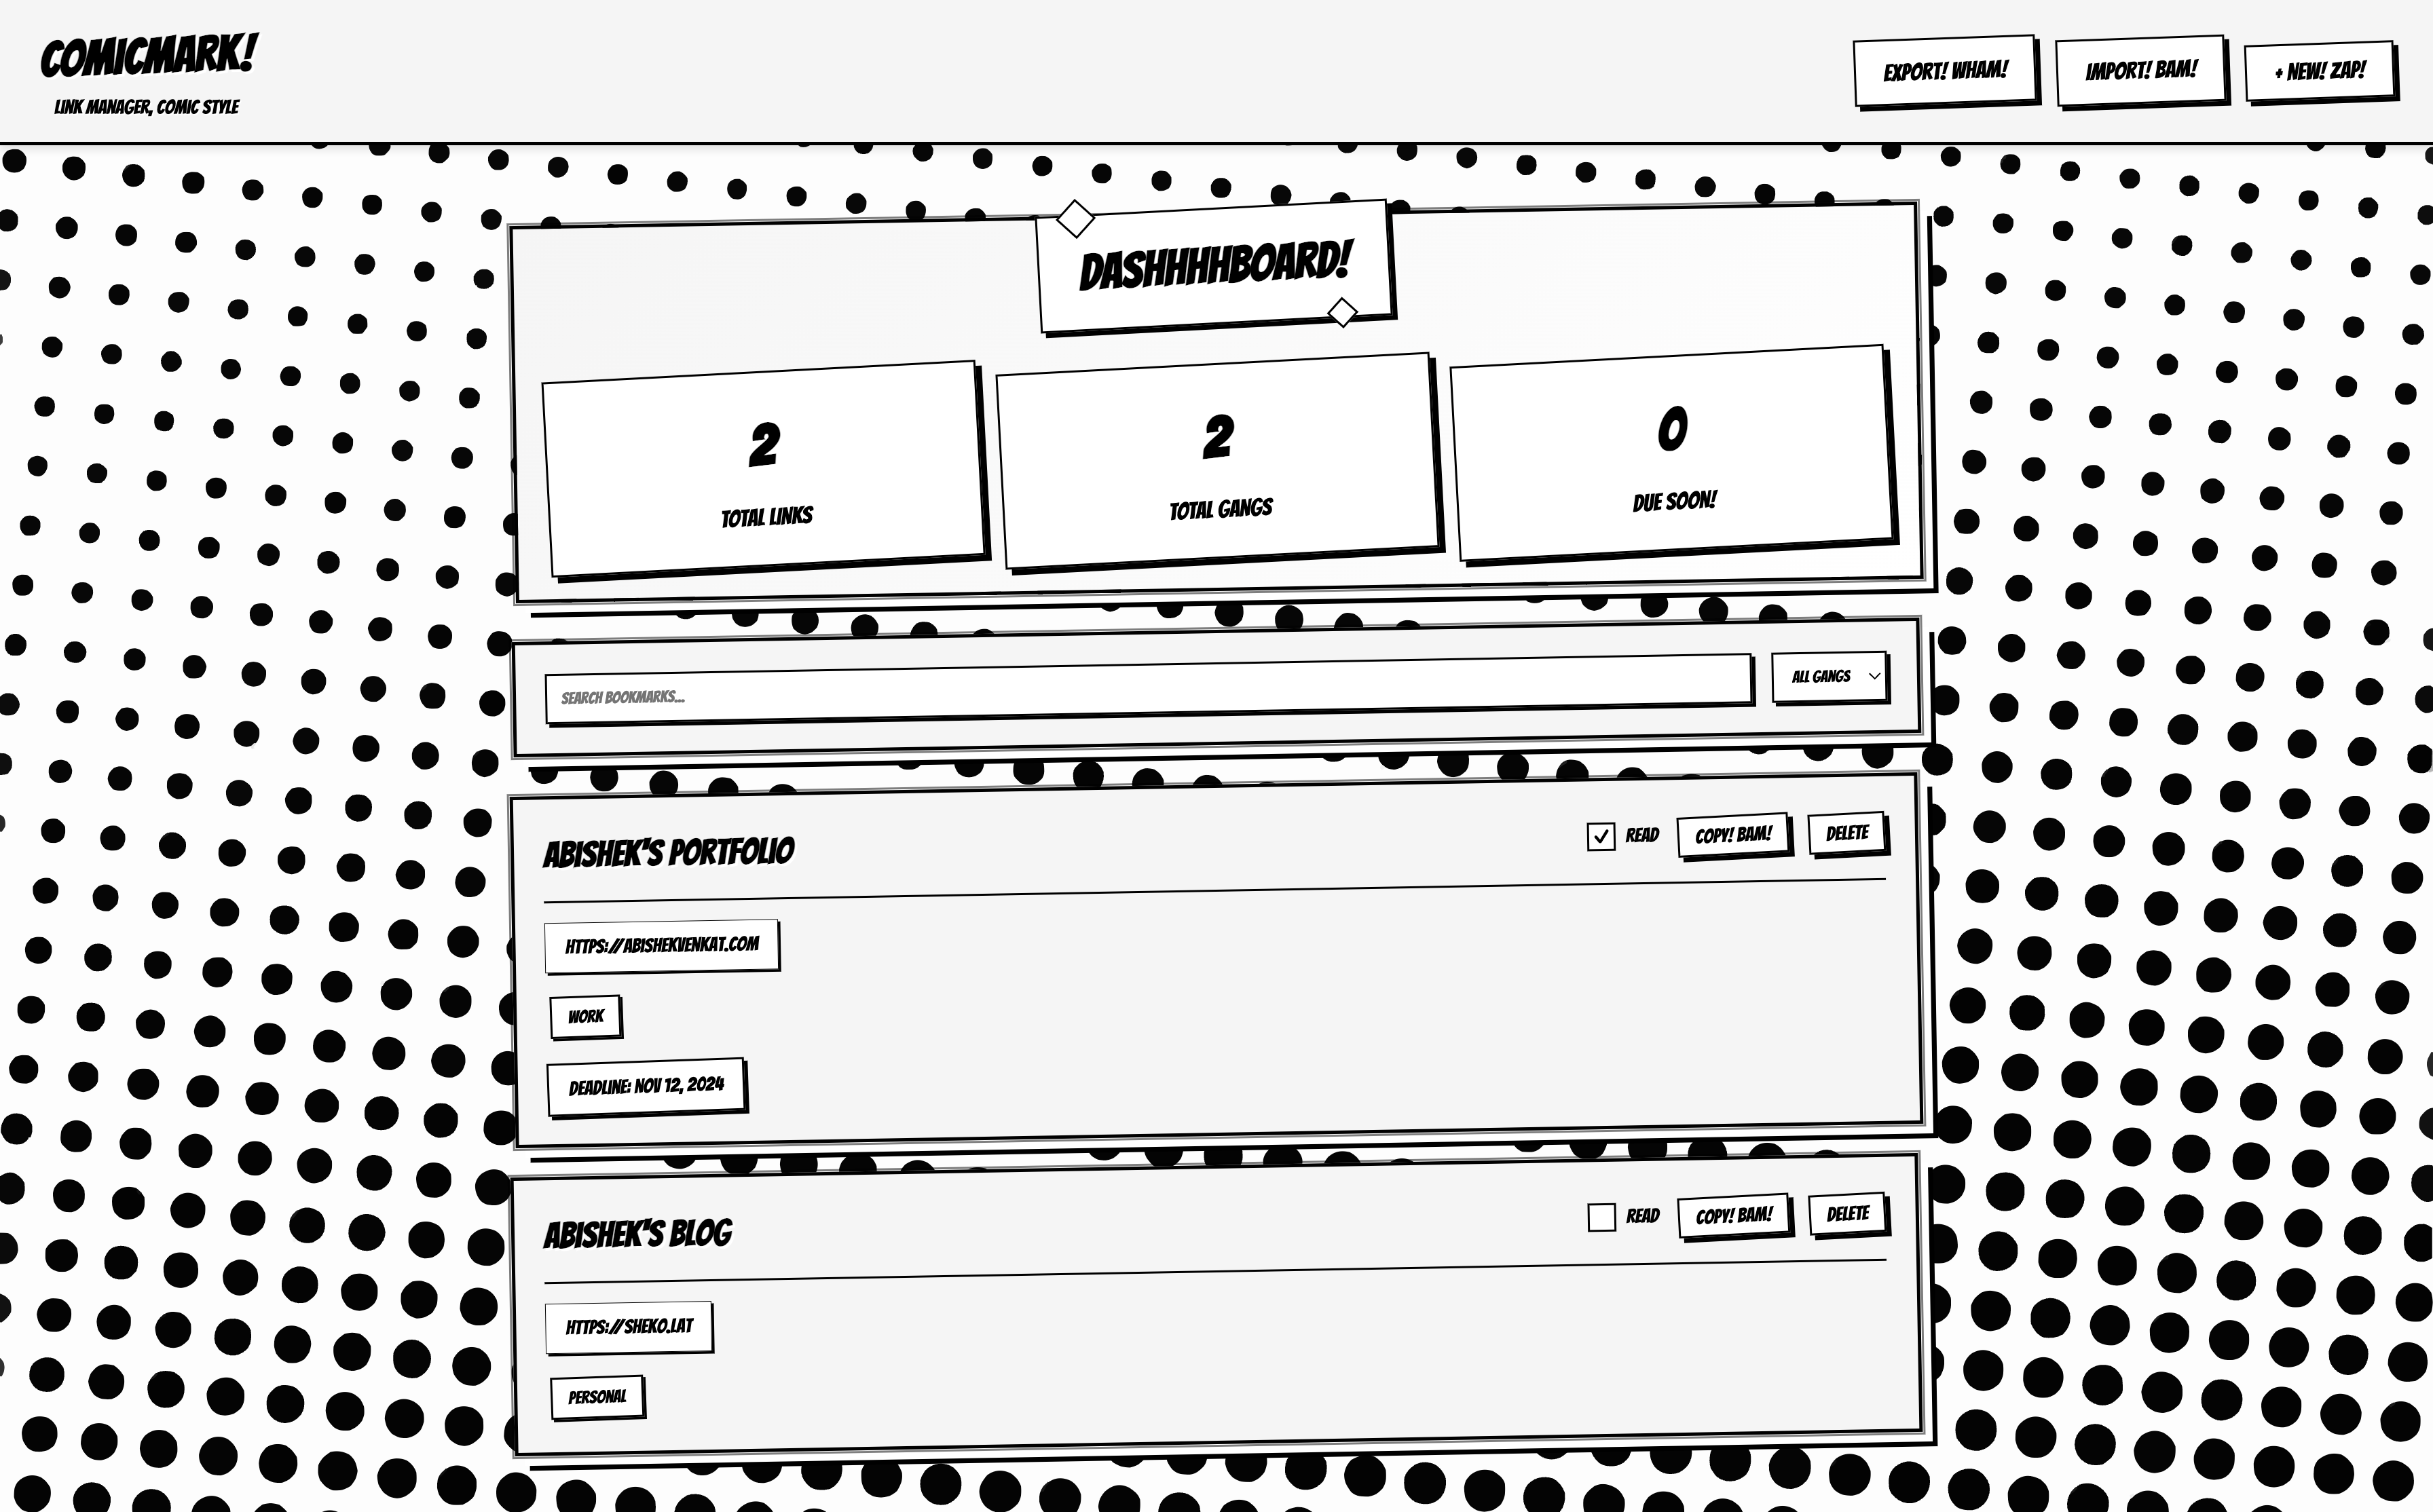 COMICMARK!
LINK MANAGER, COMIC STYLE
EXPORT! WHAM!
IMPORT! BAM!
+ NEW! ZAP!
DASHHHHBOARD!
2
TOTAL LINKS
2
TOTAL GANGS
0
DUE SOON!
SEARCH BOOKMARKS...
ALL GANGS
ABISHEK'S PORTFOLIO
READ
COPY! BAM!
DELETE
HTTPS://ABISHEKVENKAT.COM
WORK
DEADLINE: NOV 12, 2024
ABISHEK'S BLOG
READ
COPY! BAM!
DELETE
HTTPS://SHEKO.LAT
PERSONAL